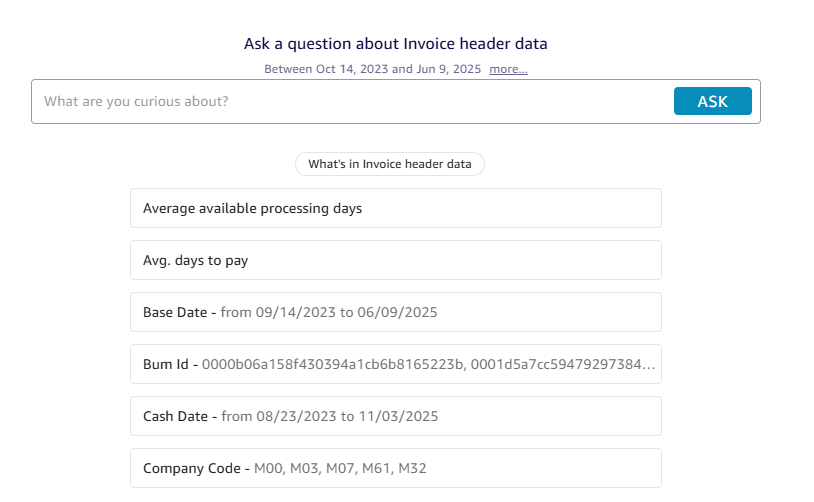 Ask a question about Invoice header data
Between Oct 14, 2023 and Jun 9, 2025 more...
What are you curious about?
ASK
What's in Invoice header data
Average available processing days
Avg. days to pay
Base Date - from 09/14/2023 to 06/09/2025
Bum Id - 0000b06a158f430394a1cb6b8165223b, 0001d5a7cc59479297384...
Cash Date - from 08/23/2023 to 11/03/2025
Company Code - M00, M03, M07, M61, M32